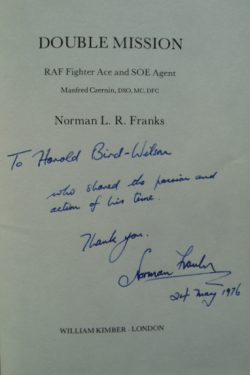 DOUBLE MISSION
RAF Fighter Ace and SOE Agent
Manfred Czernin, DSO, MC, DFC
Norman L. R. Franks
To Harold Bird-Wilson
who shared the passion and
action of his time.
Thank you.
Norman Franks
24 May 1976
WILLIAM KIMBER · LONDON